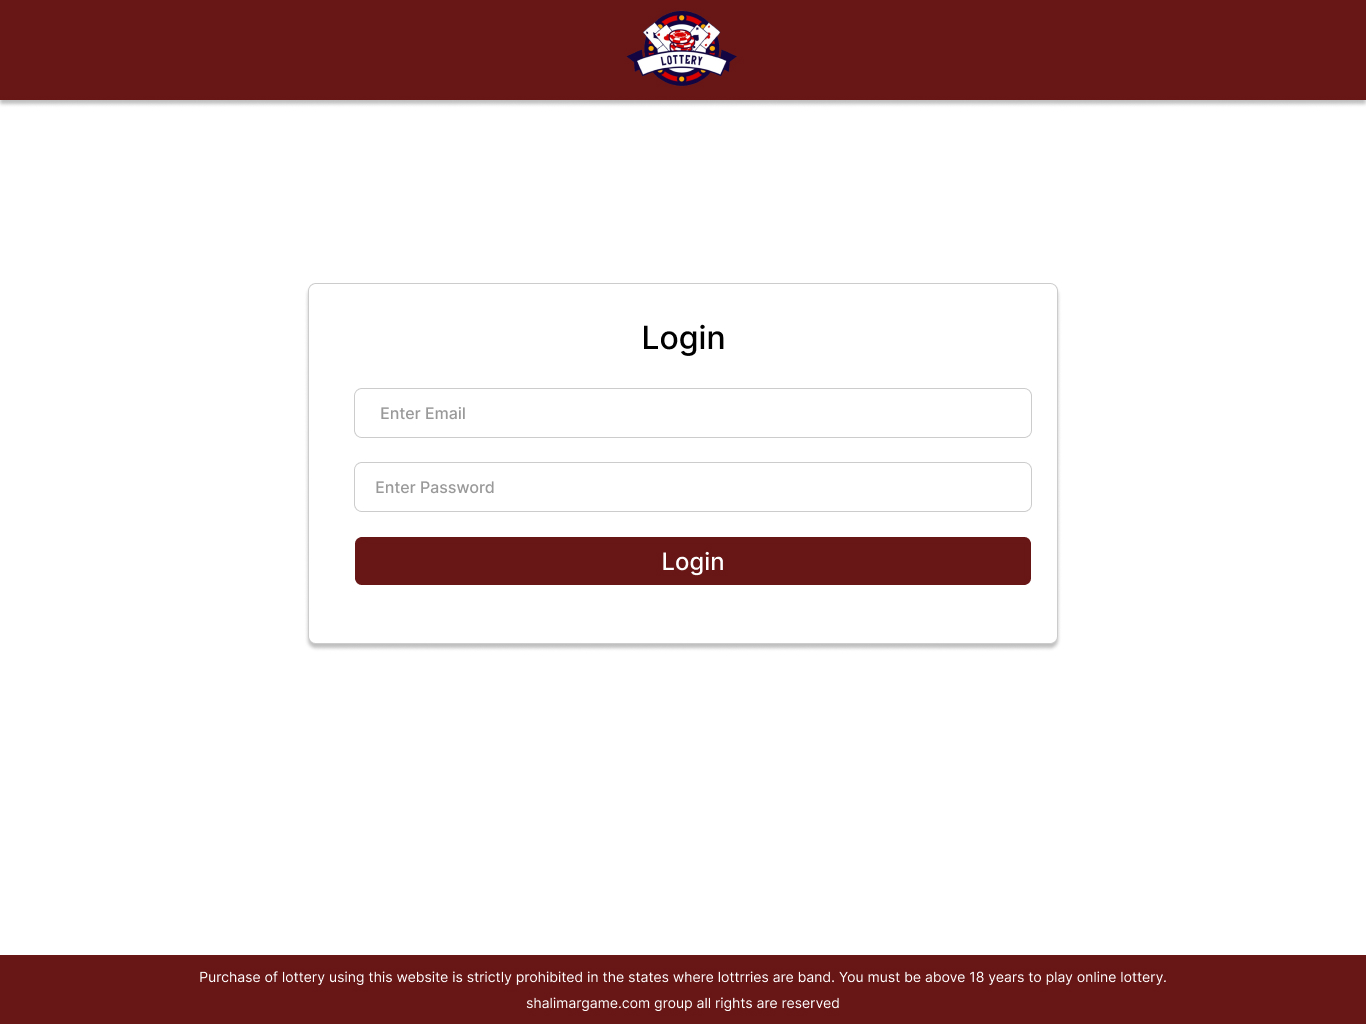 LOTTERY
Login
Enter Email
Enter Password
Login
Purchase of lottery using this website is strictly prohibited in the states where lottrries are band. You must be above 18 years to play online lottery.
shalimargame.com group all rights are reserved